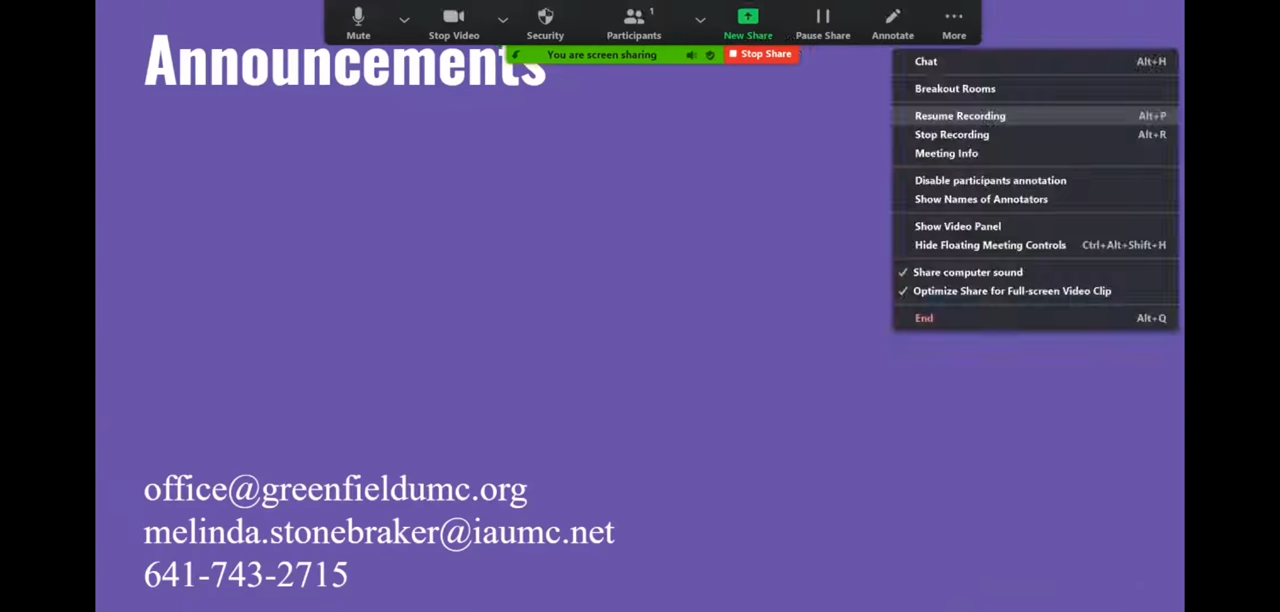 Mute
Stop Video
Security
Participants
1
New Share
Pause Share
Annotate
More
You are screen sharing
Stop Share
Announcements
Chat Alt+H
Breakout Rooms
Resume Recording Alt+P
Stop Recording Alt+R
Meeting Info
Disable participants annotation
Show Names of Annotators
Show Video Panel
Hide Floating Meeting Controls Ctrl+Alt+Shift+H
Share computer sound
Optimize Share for Full-screen Video Clip
End Alt+Q
office@greenfieldumc.org
melinda.stonebraker@iaumc.net
641-743-2715